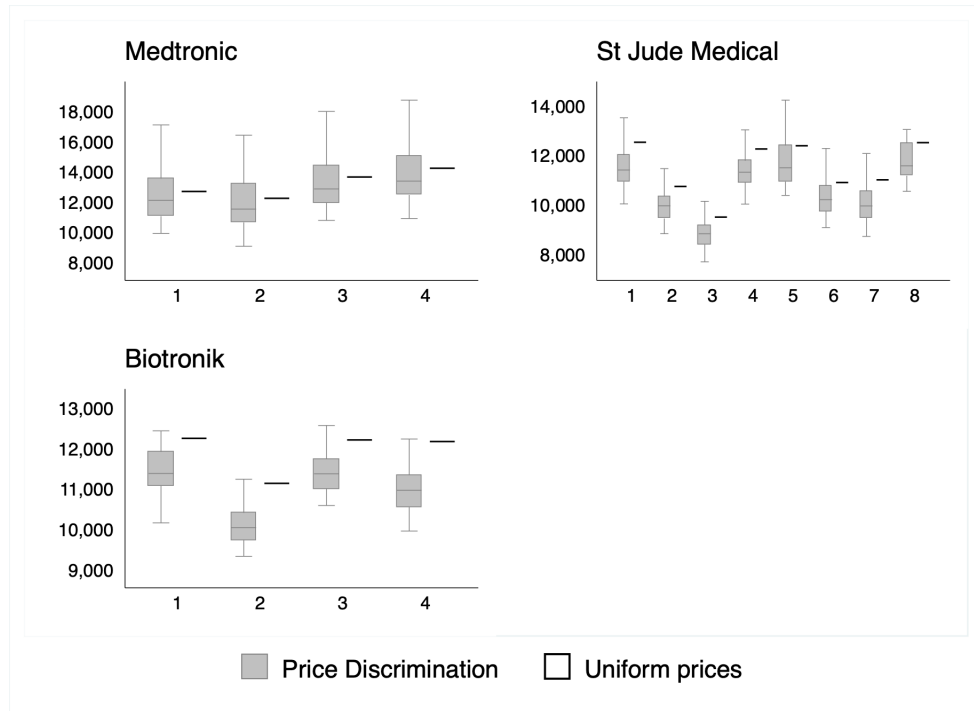 Medtronic
18,000
16,000
14,000
12,000
10,000
8,000
1 2 3 4
St Jude Medical
14,000
12,000
10,000
8,000
1 2 3 4 5 6 7 8
Biotronik
13,000
12,000
11,000
10,000
9,000
1 2 3 4
Price Discrimination Uniform prices